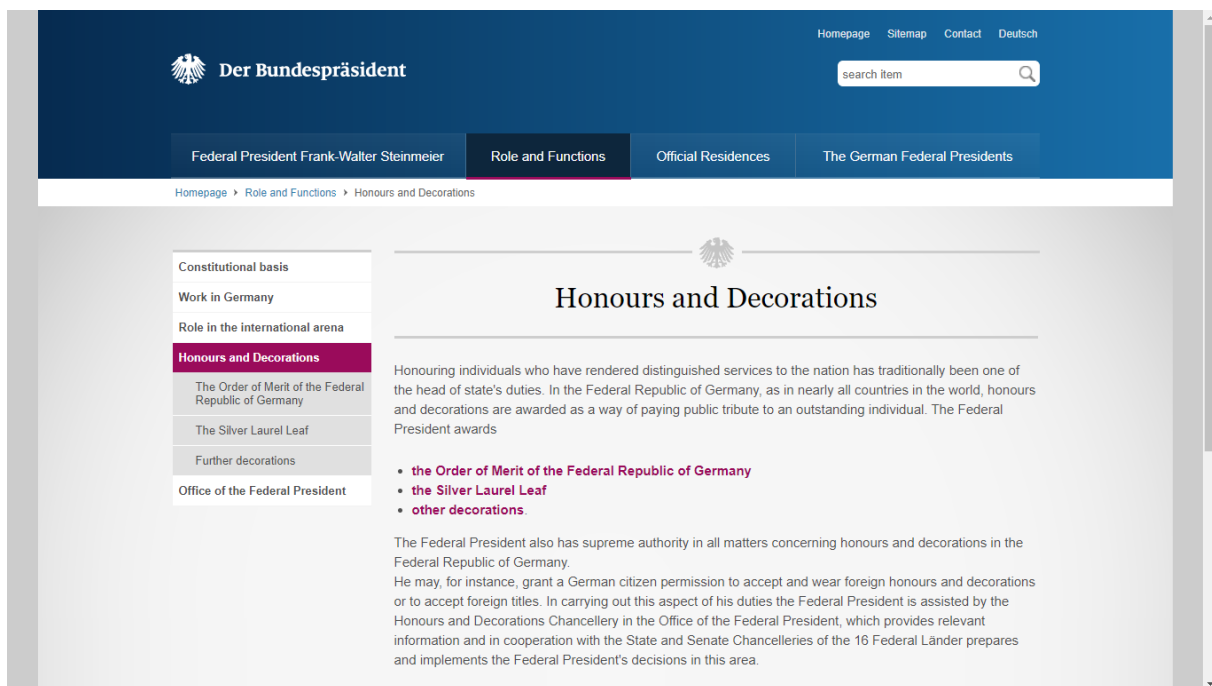 Homepage Sitemap Contact Deutsch
Der Bundespräsident
search item
Federal President Frank-Walter Steinmeier Role and Functions Official Residences The German Federal Presidents
Homepage Role and Functions Honours and Decorations
Constitutional basis
Work in Germany
Role in the international arena
Honours and Decorations
The Order of Merit of the Federal
Republic of Germany
The Silver Laurel Leaf
Further decorations
Office of the Federal President
Honours and Decorations
Honouring individuals who have rendered distinguished services to the nation has traditionally been one of
the head of state's duties. In the Federal Republic of Germany, as in nearly all countries in the world, honours
and decorations are awarded as a way of paying public tribute to an outstanding individual. The Federal
President awards
• the Order of Merit of the Federal Republic of Germany
• the Silver Laurel Leaf
• other decorations.
The Federal President also has supreme authority in all matters concerning honours and decorations in the
Federal Republic of Germany.
He may, for instance, grant a German citizen permission to accept and wear foreign honours and decorations
or to accept foreign titles. In carrying out this aspect of his duties the Federal President is assisted by the
Honours and Decorations Chancellery in the Office of the Federal President, which provides relevant
information and in cooperation with the State and Senate Chancelleries of the 16 Federal Länder prepares
and implements the Federal President's decisions in this area.